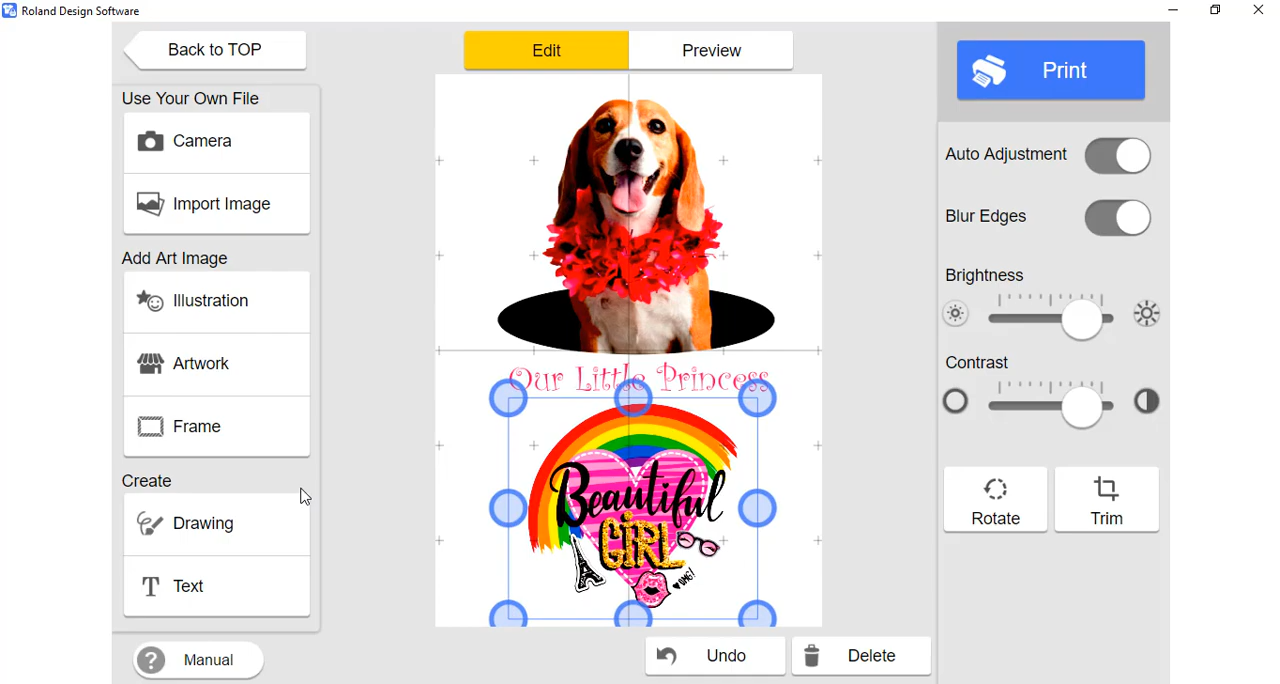 Roland Design Software
Back to TOP
Edit
Preview
Print
Use Your Own File
Camera
Import Image
Add Art Image
Illustration
Artwork
Frame
Create
Drawing
Text
Manual
Our Little Princess
Beautiful
GIRL
OMG!
Undo
Delete
Auto Adjustment
Blur Edges
Brightness
Contrast
Rotate
Trim